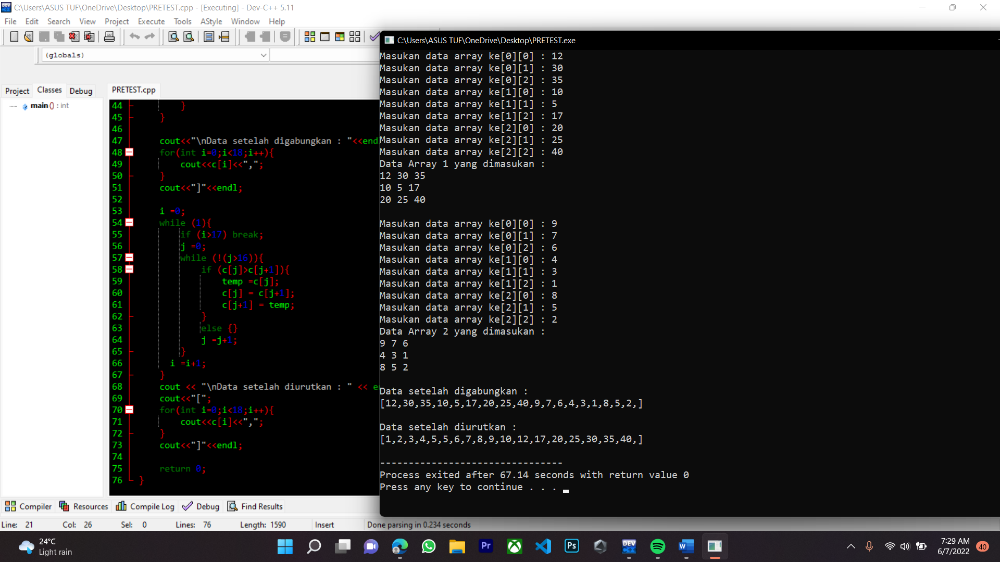 C:\Users\ASUS TUF\OneDrive\Desktop\PRETEST.cpp - [Executing] - Dev-C++ 5.11
File Edit Search View Project Execute Tools AStyle Window Help
(globals)
Project Classes Debug
main () : int
PRETEST.cpp
44 }
45 }
46
47 cout<<"\nData setelah digabungkan : "<<end
48 for(int i=0;i<18;i++){
49 cout<<c[i]<<",";
50 }
51 cout<<"]"<<endl;
52
53 i =0;
54 while (1){
55 if (i>17) break;
56 j =0;
57 while (!(j>16)){
58 if (c[j]>c[j+1]){
59 temp =c[j];
60 c[j] = c[j+1];
61 c[j+1] = temp;
62 }
63 else {}
64 j =j+1;
65 }
66 i =i+1;
67 }
68 cout << "\nData setelah diurutkan : " << e
69 cout<<"[";
70 for(int i=0;i<18;i++){
71 cout<<c[i]<<",";
72 }
73 cout<<"]"<<endl;
74
75 return 0;
76 }
C:\Users\ASUS TUF\OneDrive\Desktop\PRETEST.exe
Masukan data array ke[0][0] : 12
Masukan data array ke[0][1] : 30
Masukan data array ke[0][2] : 35
Masukan data array ke[1][0] : 10
Masukan data array ke[1][1] : 5
Masukan data array ke[1][2] : 17
Masukan data array ke[2][0] : 20
Masukan data array ke[2][1] : 25
Masukan data array ke[2][2] : 40
Data Array 1 yang dimasukan :
12 30 35
10 5 17
20 25 40
Masukan data array ke[0][0] : 9
Masukan data array ke[0][1] : 7
Masukan data array ke[0][2] : 6
Masukan data array ke[1][0] : 4
Masukan data array ke[1][1] : 3
Masukan data array ke[1][2] : 1
Masukan data array ke[2][0] : 8
Masukan data array ke[2][1] : 5
Masukan data array ke[2][2] : 2
Data Array 2 yang dimasukan :
9 7 6
4 3 1
8 5 2
Data setelah digabungkan :
[12,30,35,10,5,17,20,25,40,9,7,6,4,3,1,8,5,2,]
Data setelah diurutkan :
[1,2,3,4,5,5,6,7,8,9,10,12,17,20,25,30,35,40,]
--------------------------------
Process exited after 67.14 seconds with return value 0
Press any key to continue . . .
Compiler Resources Compile Log Debug Find Results
Line: 21 Col: 26 Sel: 0 Lines: 76 Length: 1590 Insert Done parsing in 0.234 seconds
24°C
Light rain
Pr
Ps
DEV
C++
W
7:29 AM
6/7/2022
40